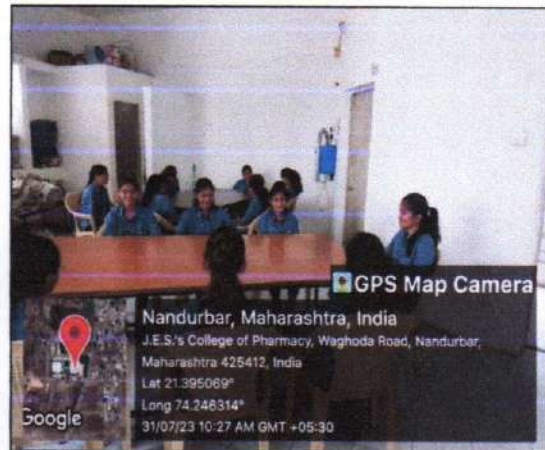 GPS Map Camera
Nandurbar, Maharashtra, India
J.E.S.'s College of Pharmacy, Waghoda Road, Nandurbar,
Maharashtra 425412, India
Lat 21.395069°
Long 74.246314°
31/07/23 10:27 AM GMT +05:30
Google